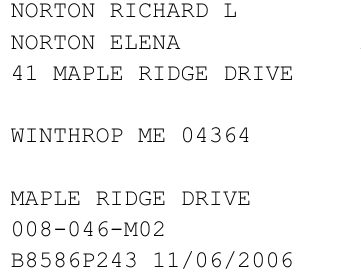 NORTON RICHARD L
NORTON ELENA
41 MAPLE RIDGE DRIVE
WINTHROP ME 04364
MAPLE RIDGE DRIVE
008-046-M02
B8586P243 11/06/2006